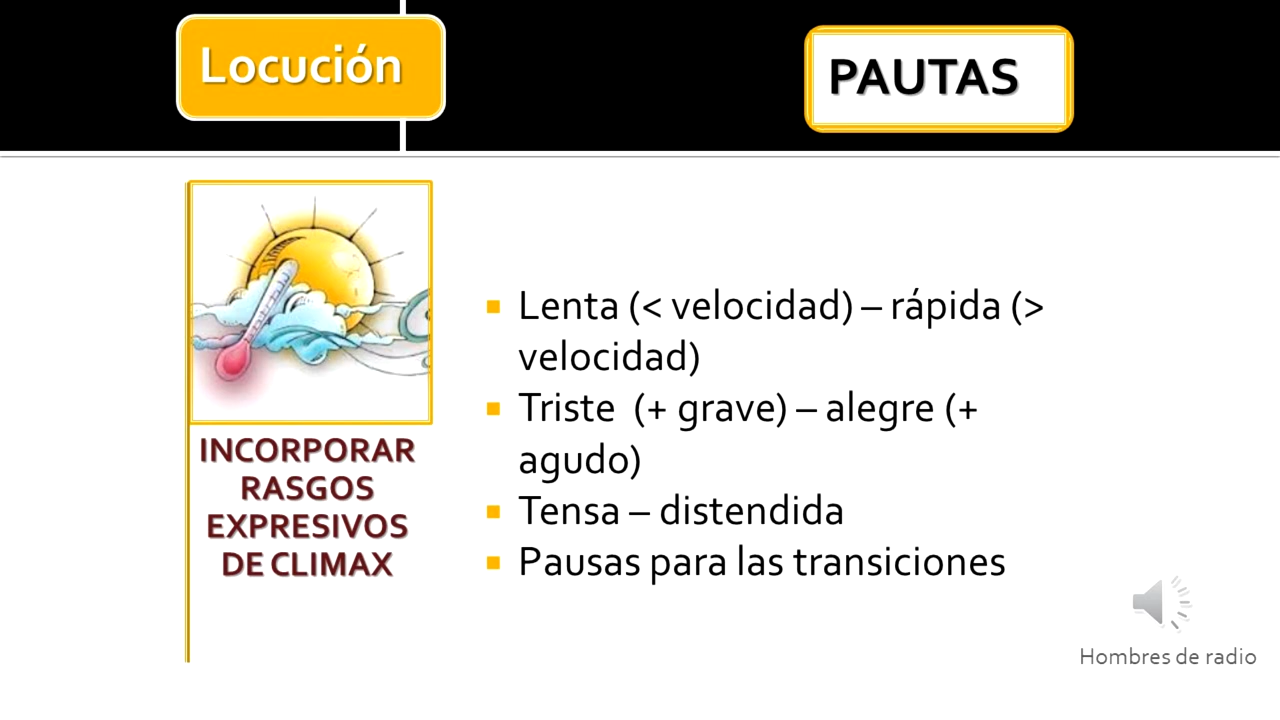 Locución
PAUTAS
INCORPORAR
RASGOS
EXPRESIVOS
DE CLIMAX
▪ Lenta (< velocidad) – rápida (>
velocidad)
▪ Triste  (+ grave) – alegre (+
agudo)
▪ Tensa – distendida
▪ Pausas para las transiciones
Hombres de radio